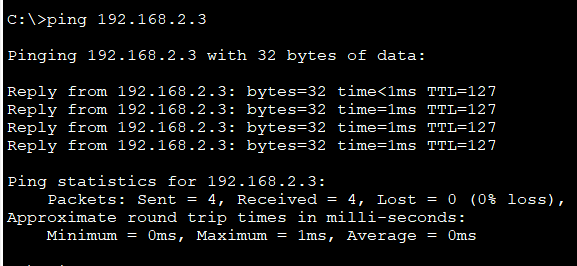 C:\>ping 192.168.2.3
Pinging 192.168.2.3 with 32 bytes of data:
Reply from 192.168.2.3: bytes=32 time<1ms TTL=127
Reply from 192.168.2.3: bytes=32 time=1ms TTL=127
Reply from 192.168.2.3: bytes=32 time=1ms TTL=127
Reply from 192.168.2.3: bytes=32 time=1ms TTL=127
Ping statistics for 192.168.2.3:
Packets: Sent = 4, Received = 4, Lost = 0 (0% loss),
Approximate round trip times in milli-seconds:
Minimum = 0ms, Maximum = 1ms, Average = 0ms